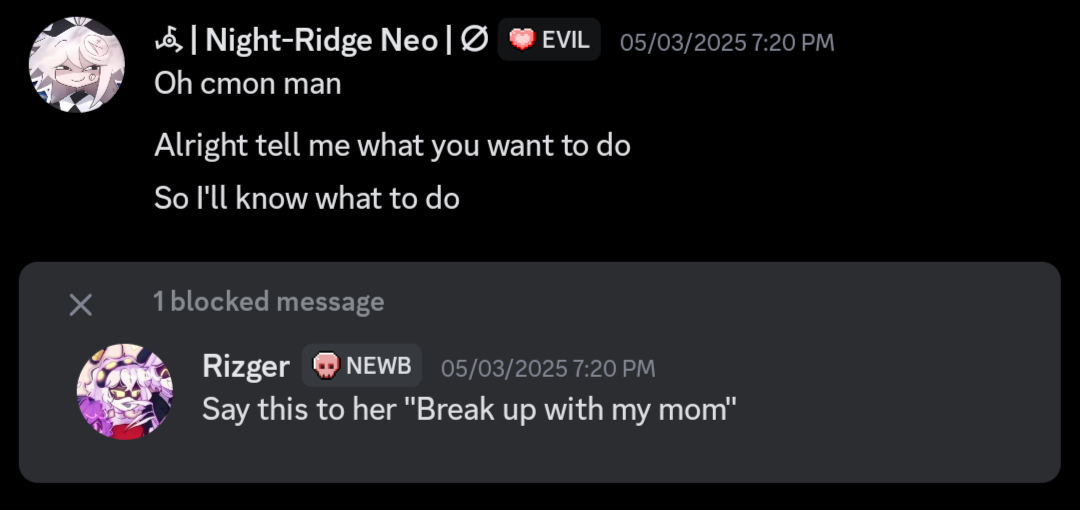 | Night-Ridge Neo | Ø EVIL 05/03/2025 7:20 PM
Oh cmon man
Alright tell me what you want to do
So I'll know what to do
1 blocked message
Rizger NEWB 05/03/2025 7:20 PM
Say this to her "Break up with my mom"